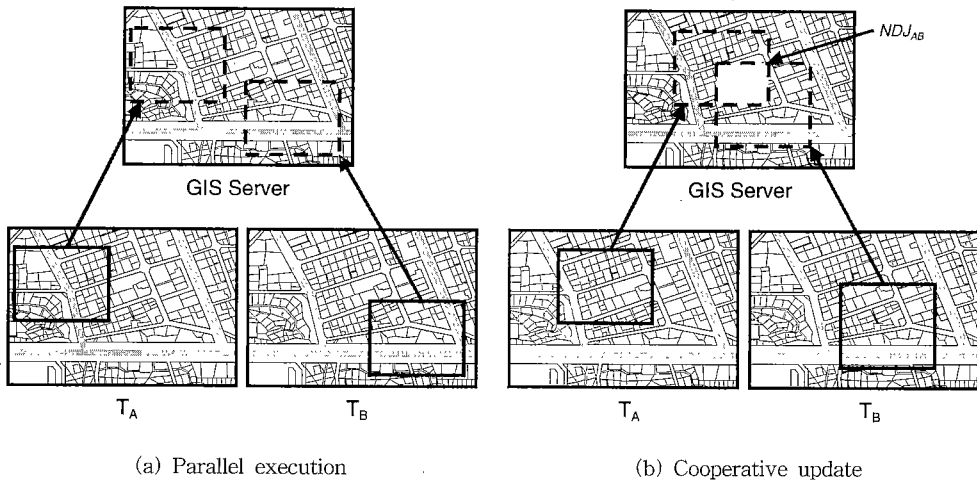 NDJAB
GIS Server
GIS Server
TA
TB
TA
TB
(a) Parallel execution
(b) Cooperative update